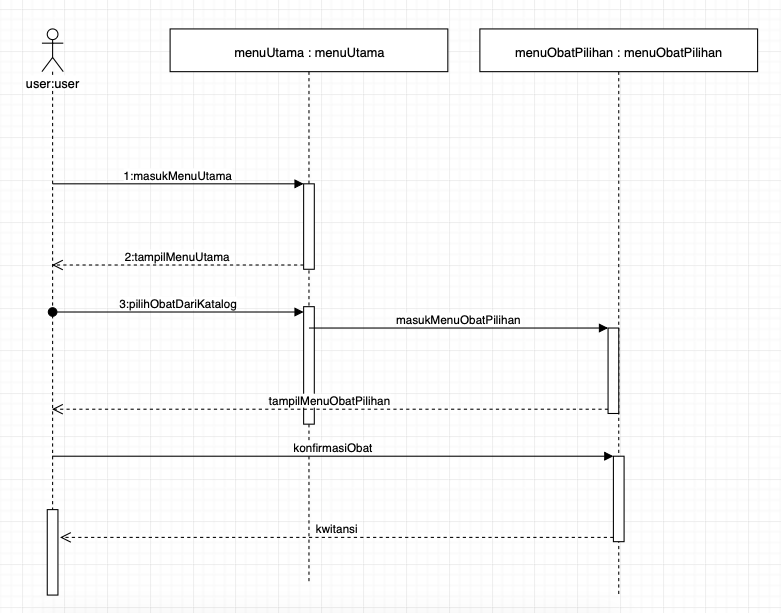 menuUtama : menuUtama
menuObatPilihan : menuObatPilihan
user:user
1:masukMenuUtama
2:tampilMenuUtama
3:pilihObatDariKatalog
masukMenuObatPilihan
tampilMenuObatPilihan
konfirmasiObat
kwitansi